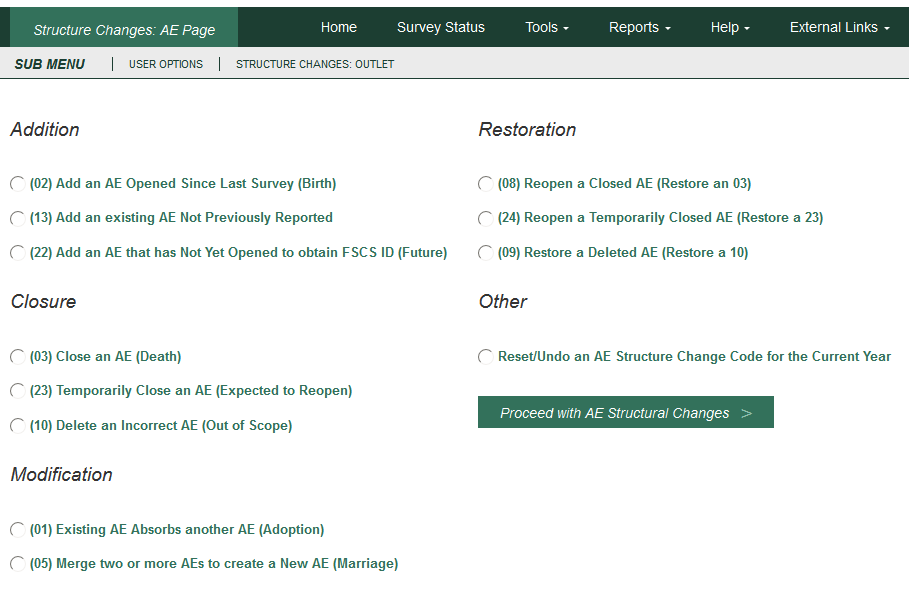 Structure Changes: AE Page
Home
Survey Status
Tools
Reports
Help
External Links
SUB MENU
USER OPTIONS
STRUCTURE CHANGES: OUTLET
Addition
(02) Add an AE Opened Since Last Survey (Birth)
(13) Add an existing AE Not Previously Reported
(22) Add an AE that has Not Yet Opened to obtain FSCS ID (Future)
Closure
(03) Close an AE (Death)
(23) Temporarily Close an AE (Expected to Reopen)
(10) Delete an Incorrect AE (Out of Scope)
Modification
(01) Existing AE Absorbs another AE (Adoption)
(05) Merge two or more AEs to create a New AE (Marriage)
Restoration
(08) Reopen a Closed AE (Restore an 03)
(24) Reopen a Temporarily Closed AE (Restore a 23)
(09) Restore a Deleted AE (Restore a 10)
Other
Reset/Undo an AE Structure Change Code for the Current Year
Proceed with AE Structural Changes >